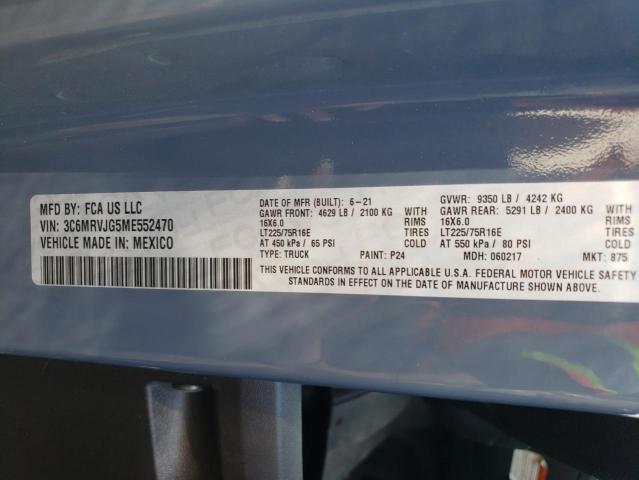 MFD BY: FCA US LLC
VIN: 3C6MRVJG5ME552470
VEHICLE MADE IN: MEXICO
DATE OF MFR (BUILT): 6-21 GVWR: 9350 LB / 4242 KG
GAWR FRONT: 4629 LB / 2100 KG WITH GAWR REAR: 5291 LB / 2400 KG WITH
16X6.0 RIMS 16X6.0 RIMS
LT225/75R16E TIRES LT225/75R16E TIRES
AT 450 kPa / 65 PSI COLD AT 550 kPa / 80 PSI COLD
TYPE: TRUCK PAINT: P24 MDH: 060217 MKT: 875
THIS VEHICLE CONFORMS TO ALL APPLICABLE U.S.A. FEDERAL MOTOR VEHICLE SAFETY
STANDARDS IN EFFECT ON THE DATE OF MANUFACTURE SHOWN ABOVE.